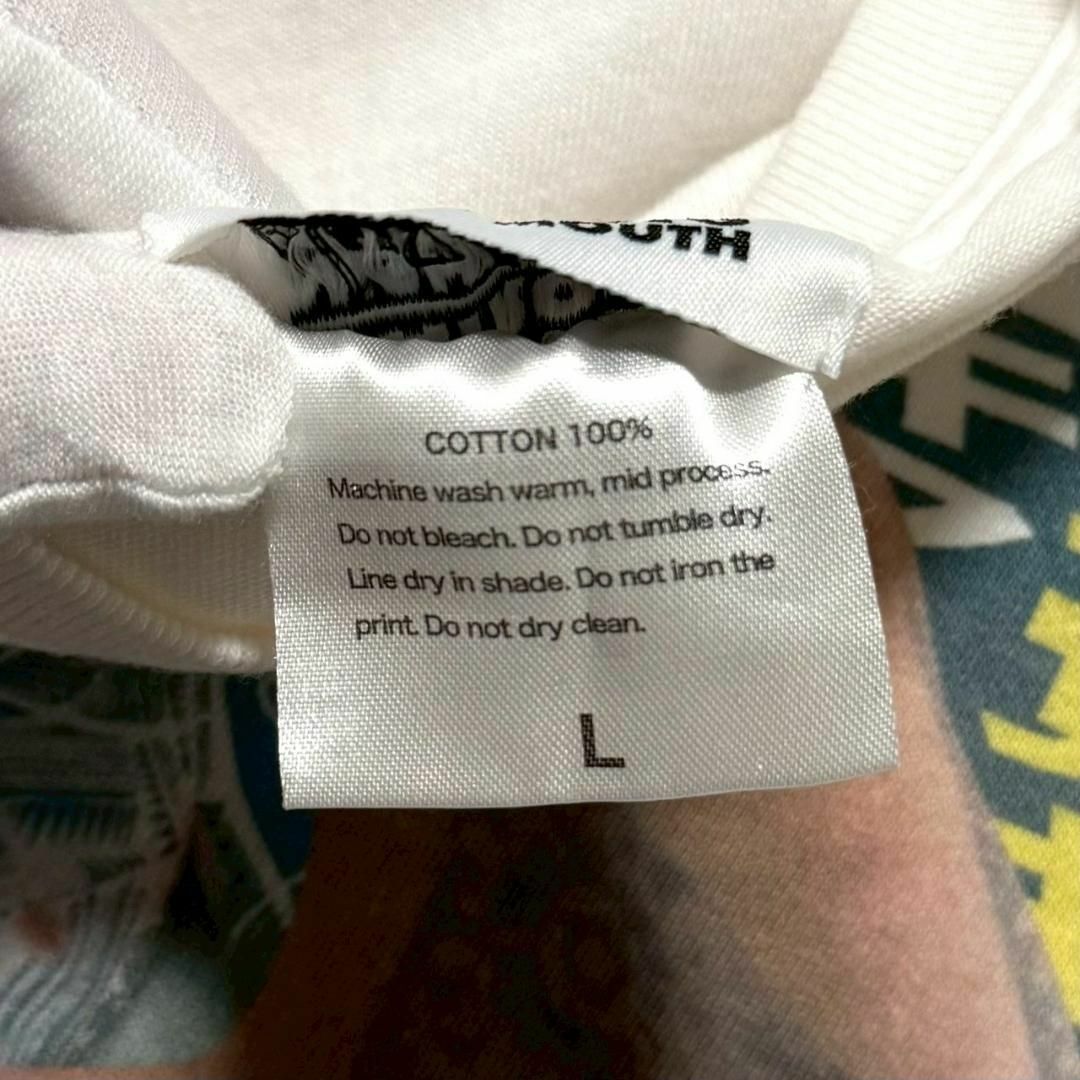 MOUTH
COTTON 100%
Machine wash warm, mid process.
Do not bleach. Do not tumble dry.
Line dry in shade. Do not iron the
print. Do not dry clean.
L